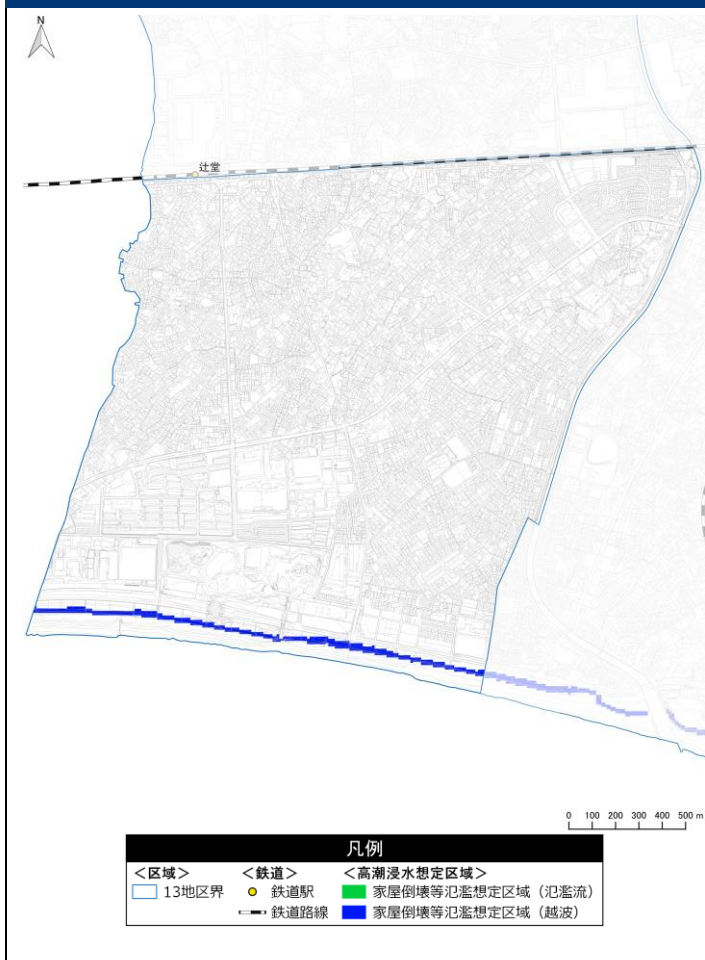 N
辻堂
0 100 200 300 400 500 m
凡例
＜区域＞ ＜鉄道＞ ＜高潮浸水想定区域＞
13地区界 鉄道駅 家屋倒壊等氾濫想定区域（氾濫流）
鉄道路線 家屋倒壊等氾濫想定区域（越波）